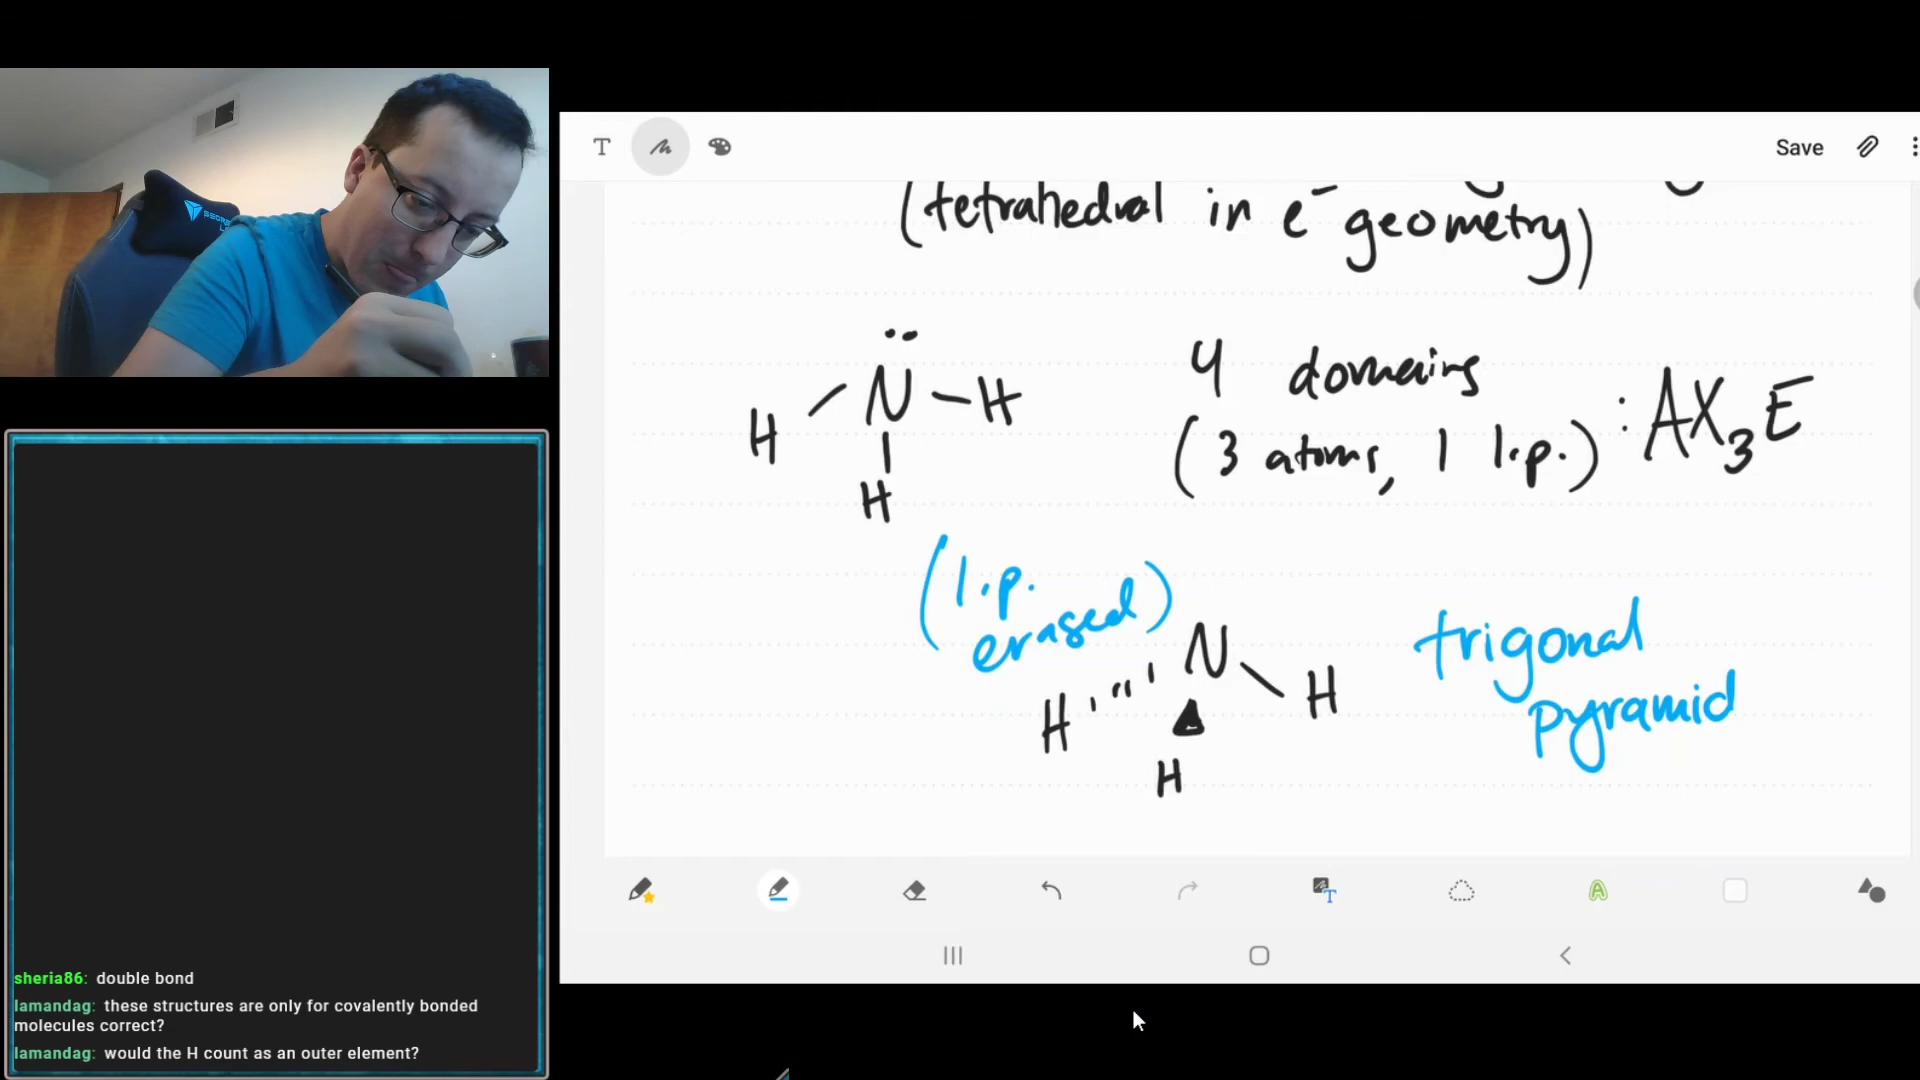 T
Save
(tetrahedral in e⁻ geometry)
N
H
H
H
4 domains
(3 atoms, 1 l.p.) : AX₃E
(l.p.
erased)
N
H
H
H
trigonal
pyramid
T
A
sheria86: double bond
lamandag: these structures are only for covalently bonded
molecules correct?
lamandag: would the H count as an outer element?